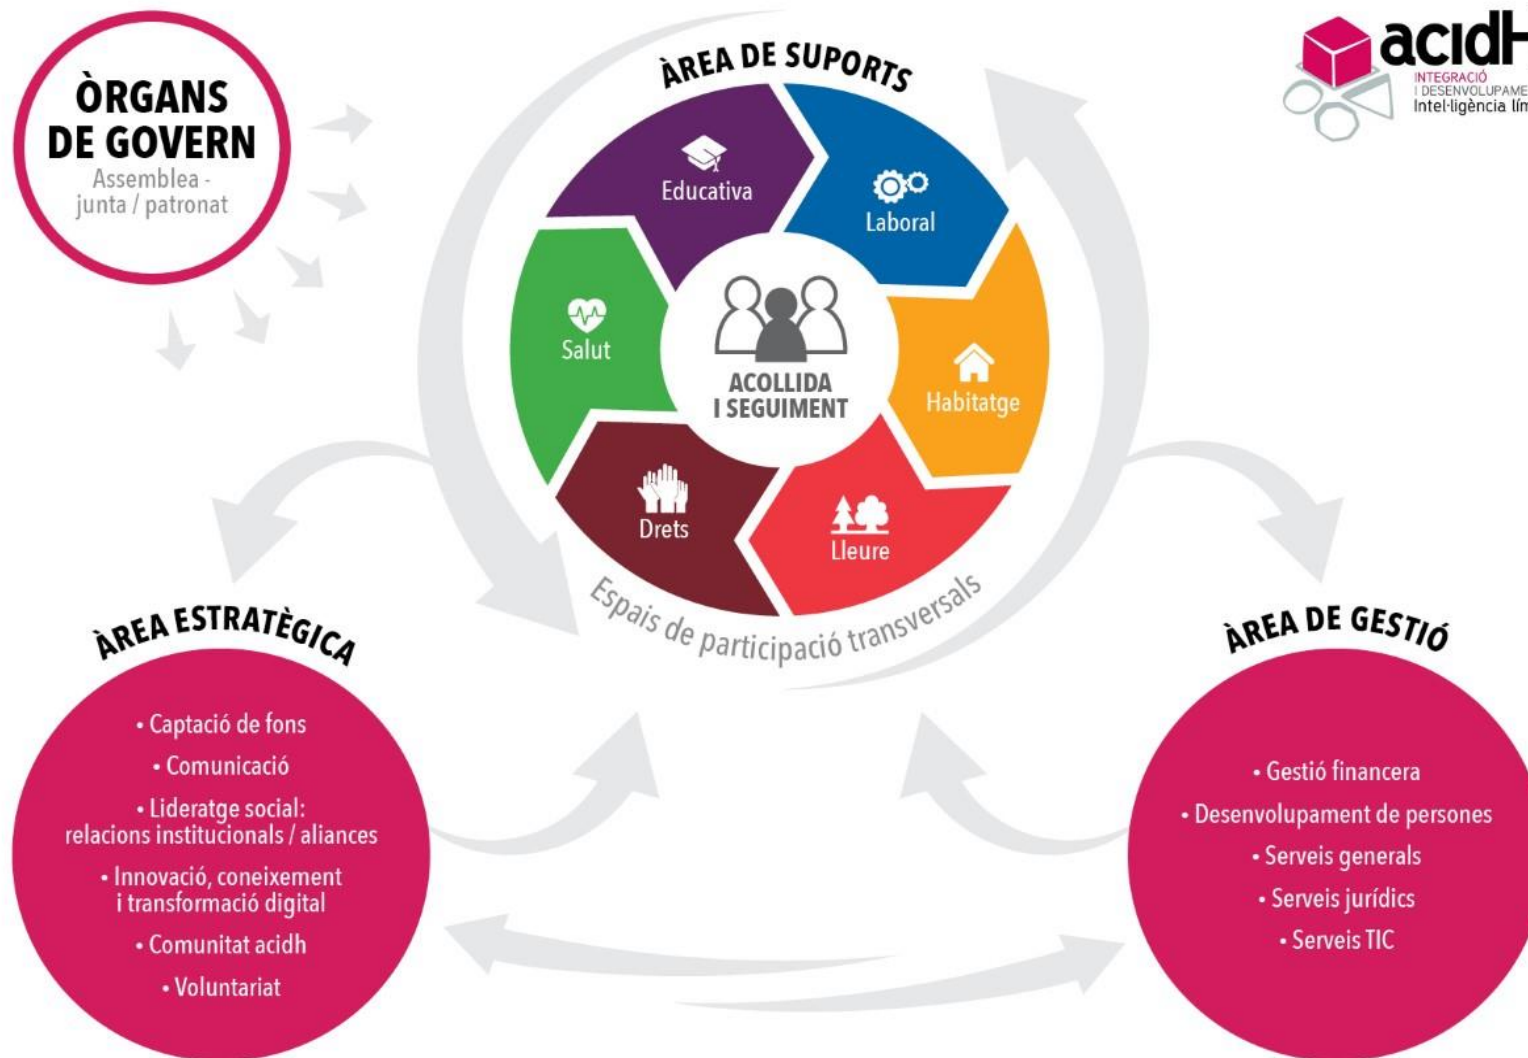 ÒRGANS
DE GOVERN
Assemblea -
junta / patronat
ÀREA DE SUPORTS
Educativa
Laboral
Salut
Habitatge
Drets
Lleure
ACOLLIDA
I SEGUIMENT
Espais de participació transversals
acidH
INTEGRACIÓ
I DESENVOLUPAME
Intel·ligència lím
ÀREA ESTRATÈGICA
• Captació de fons
• Comunicació
• Lideratge social:
relacions institucionals / aliances
• Innovació, coneixement
i transformació digital
• Comunitat acidh
• Voluntariat
ÀREA DE GESTIÓ
• Gestió financera
• Desenvolupament de persones
• Serveis generals
• Serveis jurídics
• Serveis TIC